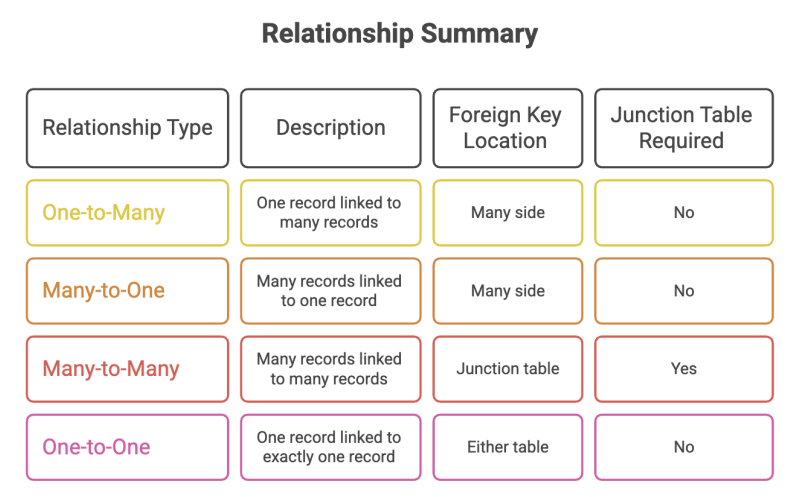 Relationship Summary
Relationship Type
Description
Foreign Key
Location
Junction Table
Required
One-to-Many
One record linked to
many records
Many side
No
Many-to-One
Many records linked
to one record
Many side
No
Many-to-Many
Many records linked
to many records
Junction table
Yes
One-to-One
One record linked to
exactly one record
Either table
No